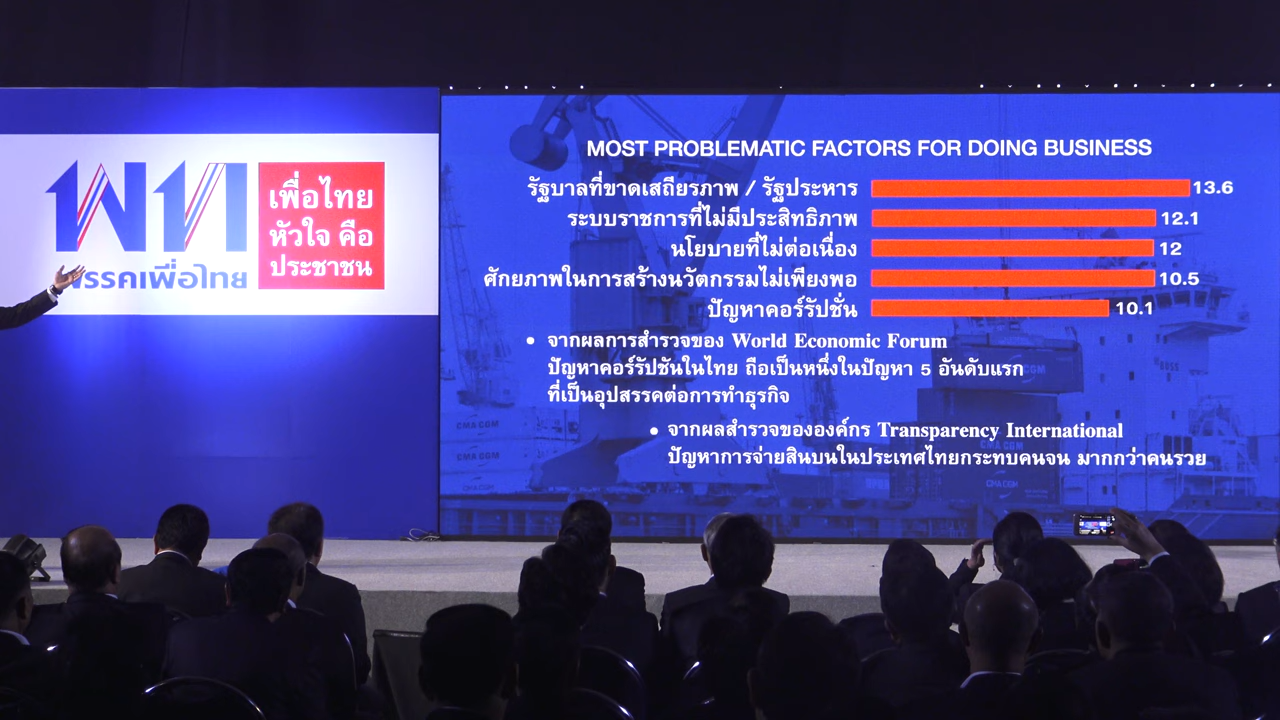 พท
พรรคเพื่อไทย
เพื่อไทย
หัวใจ คือ
ประชาชน
MOST PROBLEMATIC FACTORS FOR DOING BUSINESS
รัฐบาลที่ขาดเสถียรภาพ / รัฐประหาร 13.6
ระบบราชการที่ไม่มีประสิทธิภาพ 12.1
นโยบายที่ไม่ต่อเนื่อง 12
ศักยภาพในการสร้างนวัตกรรมไม่เพียงพอ 10.5
ปัญหาคอร์รัปชั่น 10.1
• จากผลการสำรวจของ World Economic Forum
ปัญหาคอร์รัปชันในไทย ถือเป็นหนึ่งในปัญหา 5 อันดับแรก
ที่เป็นอุปสรรคต่อการทำธุรกิจ
• จากผลสำรวจขององค์กร Transparency International
ปัญหาการจ่ายสินบนในประเทศไทยกระทบคนจน มากกว่าคนรวย
CMA CGM
CMA CGM
CMA CGM
CMA CGM